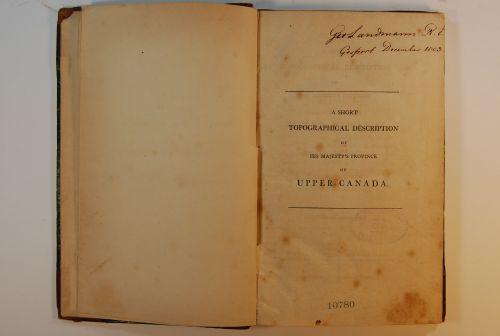 Geo Landmann R. E
Gosport December 1803
A SHORT
TOPOGRAPHICAL DESCRIPTION
OF
HIS MAJESTY'S PROVINCE
OF
UPPER CANADA.
10780